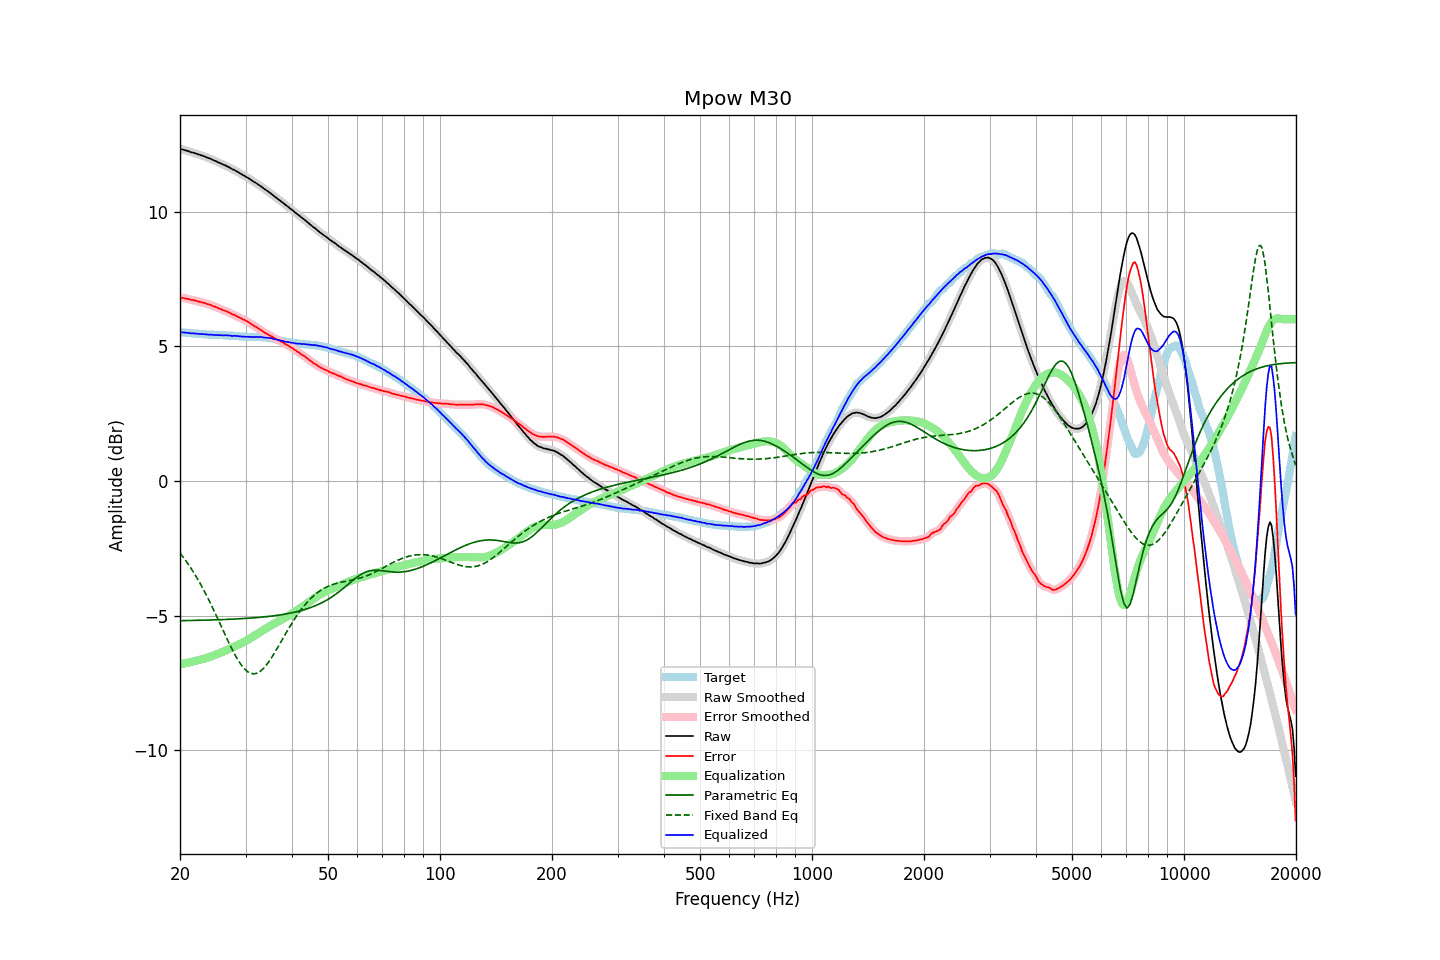 Mpow M30
Amplitude (dBr)
10
5
0
−5
−10
Target
Raw Smoothed
Error Smoothed
Raw
Error
Equalization
Parametric Eq
Fixed Band Eq
Equalized
20 50 100 200 500 1000 2000 5000 10000 20000
Frequency (Hz)